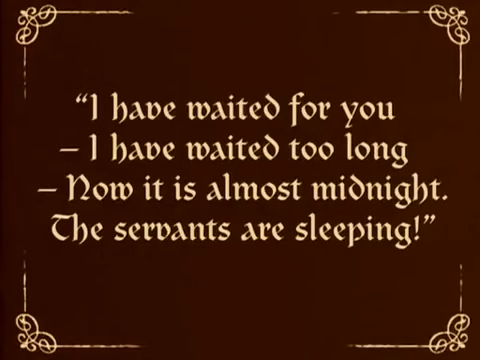 “I have waited for you
– I have waited too long
– Now it is almost midnight.
The servants are sleeping!”